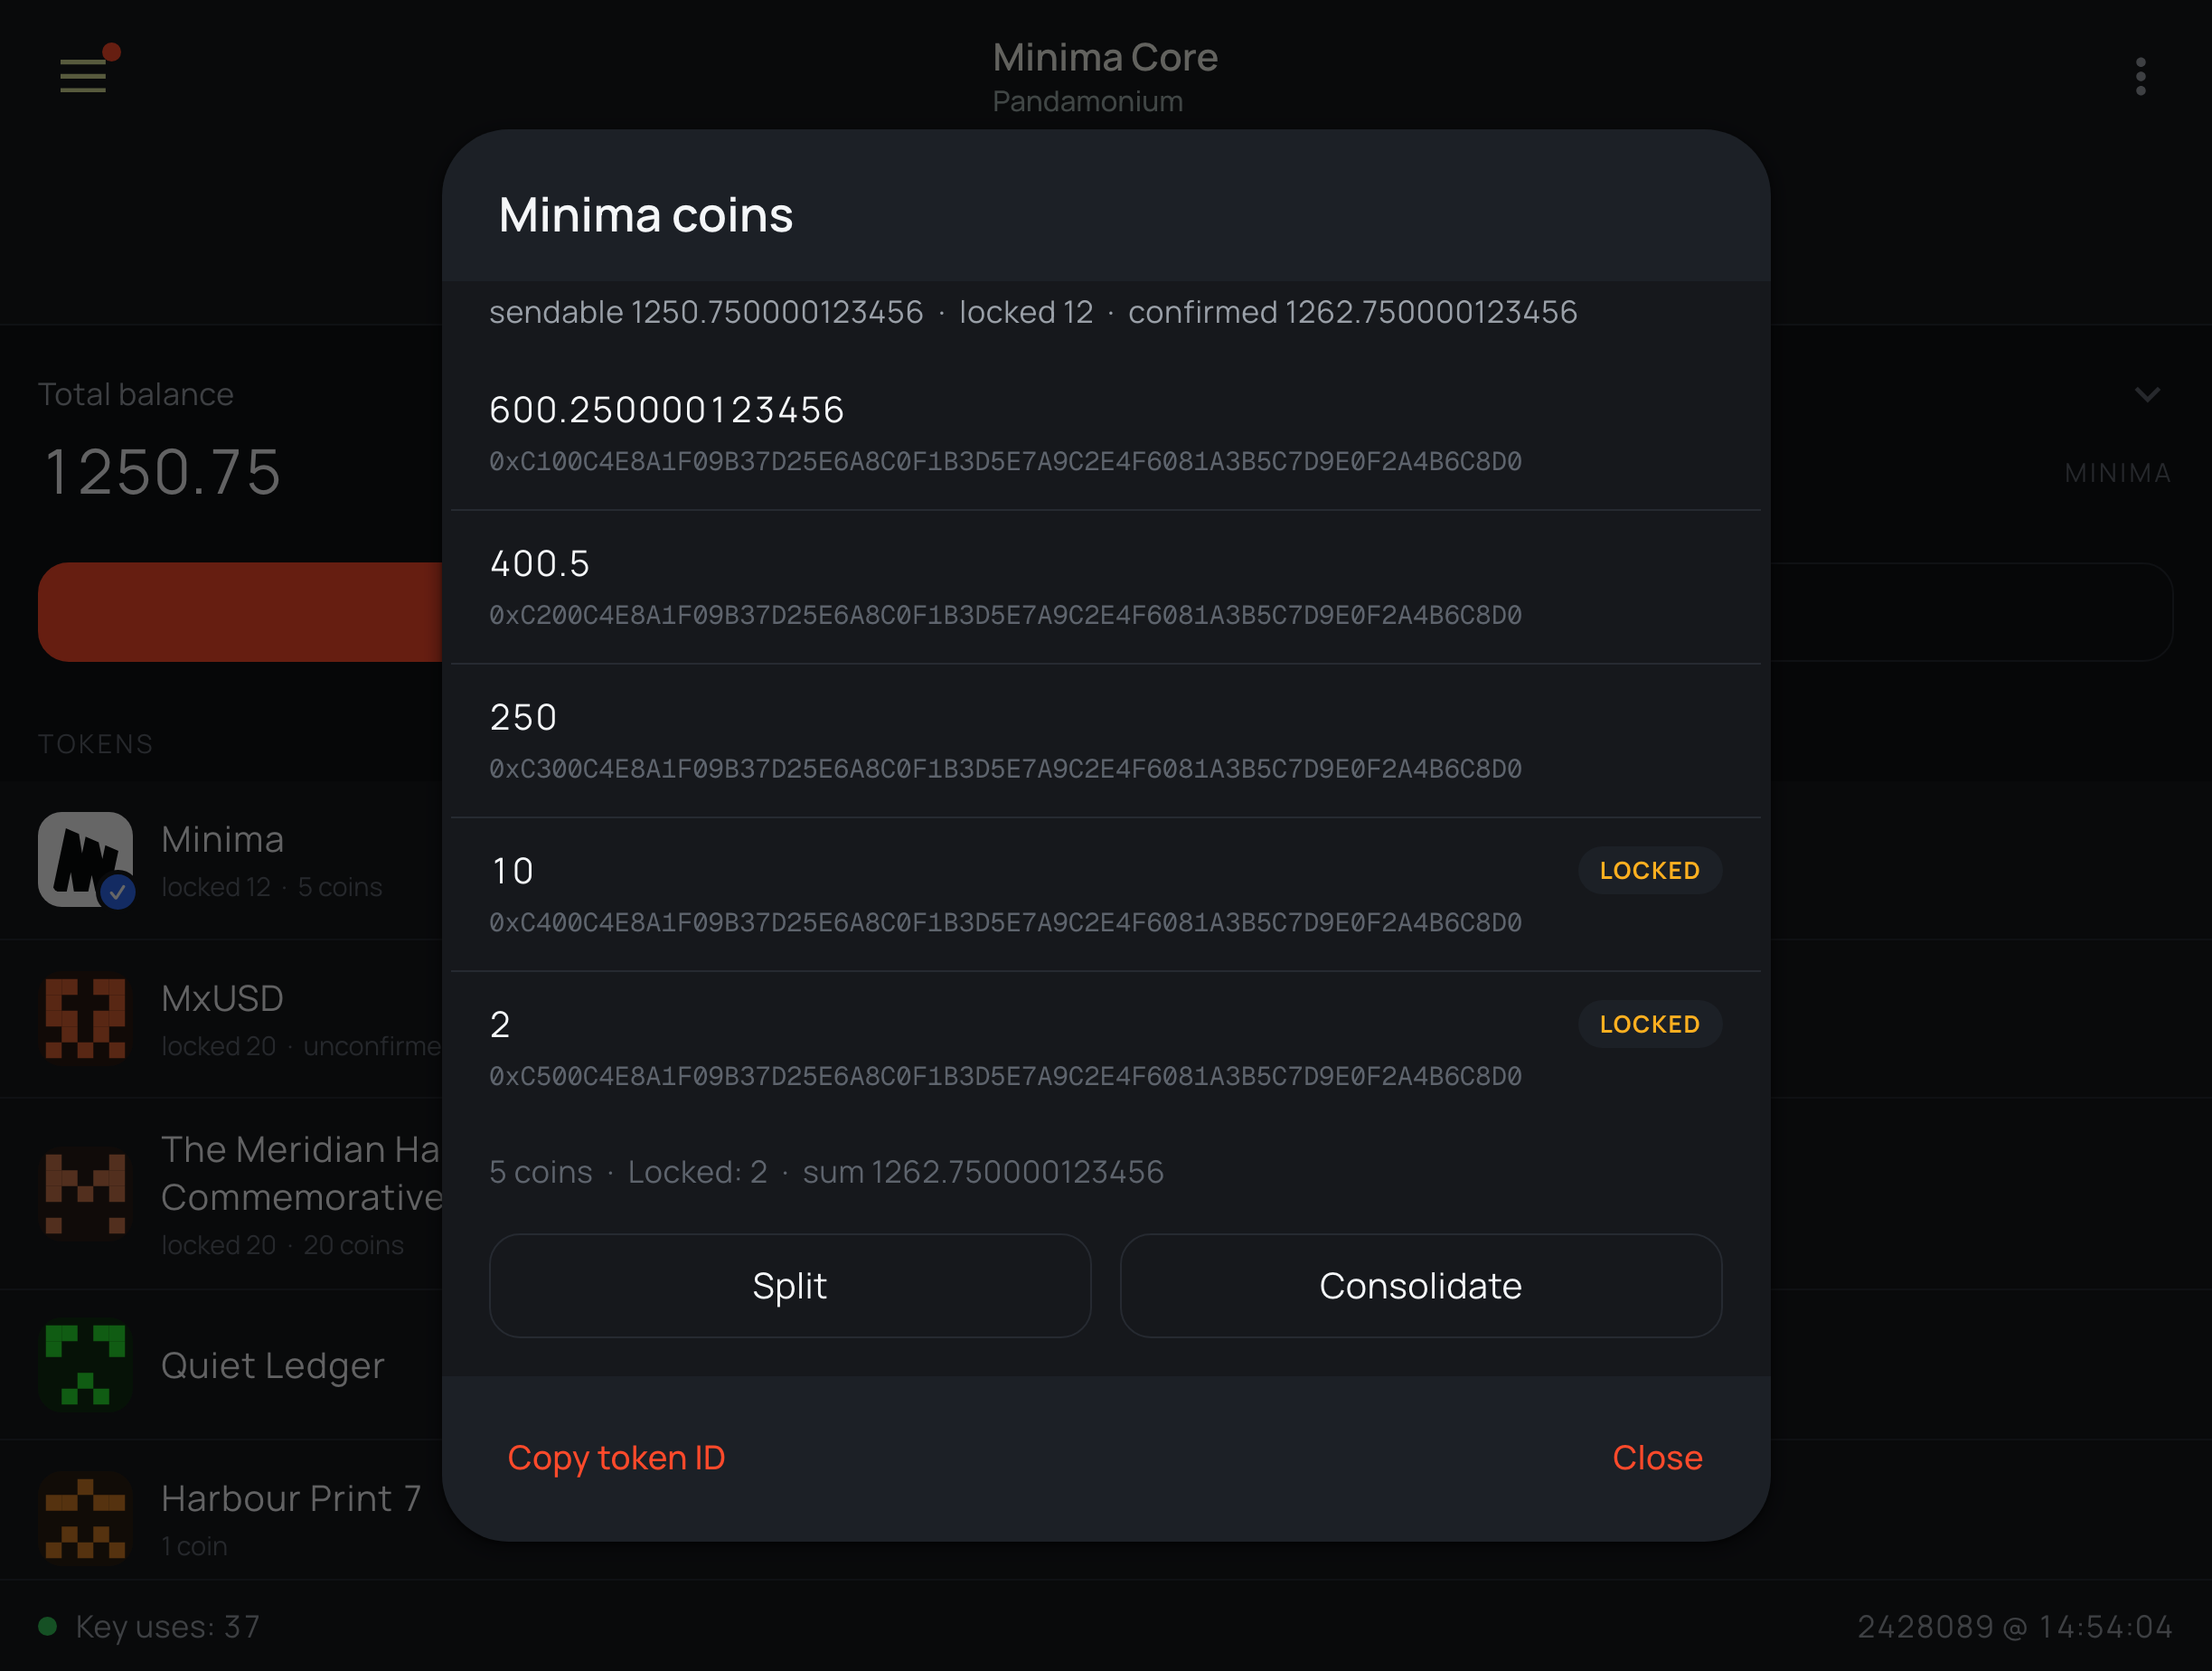 Minima Core
Pandamonium
Minima coins
sendable 1250.750000123456 · locked 12 · confirmed 1262.750000123456
600.250000123456
0xC100C4E8A1F09B37D25E6A8C0F1B3D5E7A9C2E4F6081A3B5C7D9E0F2A4B6C8D0
400.5
0xC200C4E8A1F09B37D25E6A8C0F1B3D5E7A9C2E4F6081A3B5C7D9E0F2A4B6C8D0
250
0xC300C4E8A1F09B37D25E6A8C0F1B3D5E7A9C2E4F6081A3B5C7D9E0F2A4B6C8D0
10
LOCKED
0xC400C4E8A1F09B37D25E6A8C0F1B3D5E7A9C2E4F6081A3B5C7D9E0F2A4B6C8D0
2
LOCKED
0xC500C4E8A1F09B37D25E6A8C0F1B3D5E7A9C2E4F6081A3B5C7D9E0F2A4B6C8D0
5 coins · Locked: 2 · sum 1262.750000123456
Split
Consolidate
Copy token ID
Close
Total balance
1250.75
MINIMA
TOKENS
Minima
locked 12 · 5 coins
MxUSD
locked 20 · unconfirme
The Meridian Ha
Commemorative
locked 20 · 20 coins
Quiet Ledger
Harbour Print 7
1 coin
Key uses: 37
2428089 @ 14:54:04